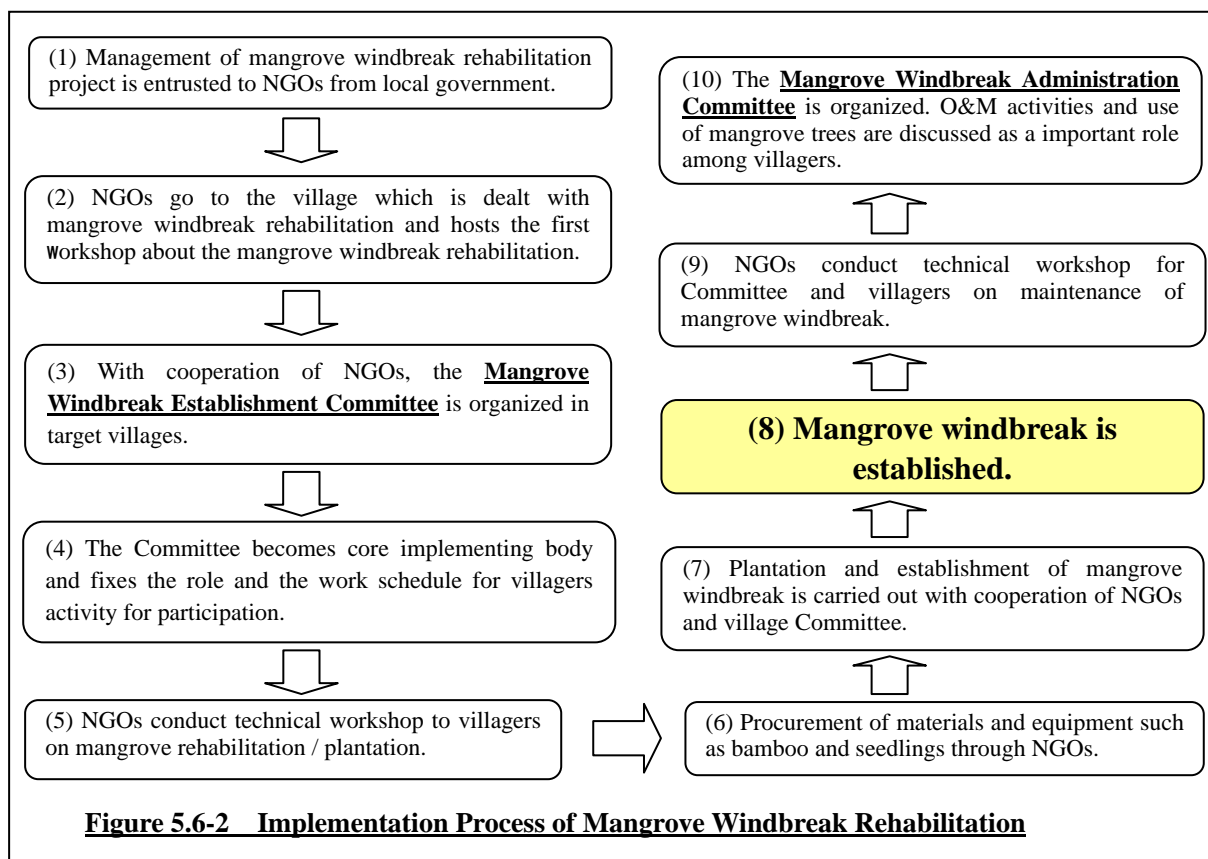 (1) Management of mangrove windbreak rehabilitation
project is entrusted to NGOs from local government.
(2) NGOs go to the village which is dealt with
mangrove windbreak rehabilitation and hosts the first
workshop about the mangrove windbreak rehabilitation.
(3) With cooperation of NGOs, the Mangrove
Windbreak Establishment Committee is organized in
target villages.
(4) The Committee becomes core implementing body
and fixes the role and the work schedule for villagers
activity for participation.
(5) NGOs conduct technical workshop to villagers
on mangrove rehabilitation / plantation.
(6) Procurement of materials and equipment such
as bamboo and seedlings through NGOs.
(7) Plantation and establishment of mangrove
windbreak is carried out with cooperation of NGOs
and village Committee.
(8) Mangrove windbreak is
established.
(9) NGOs conduct technical workshop for
Committee and villagers on maintenance of
mangrove windbreak.
(10) The Mangrove Windbreak Administration
Committee is organized. O&M activities and use
of mangrove trees are discussed as a important role
among villagers.
Figure 5.6-2 Implementation Process of Mangrove Windbreak Rehabilitation